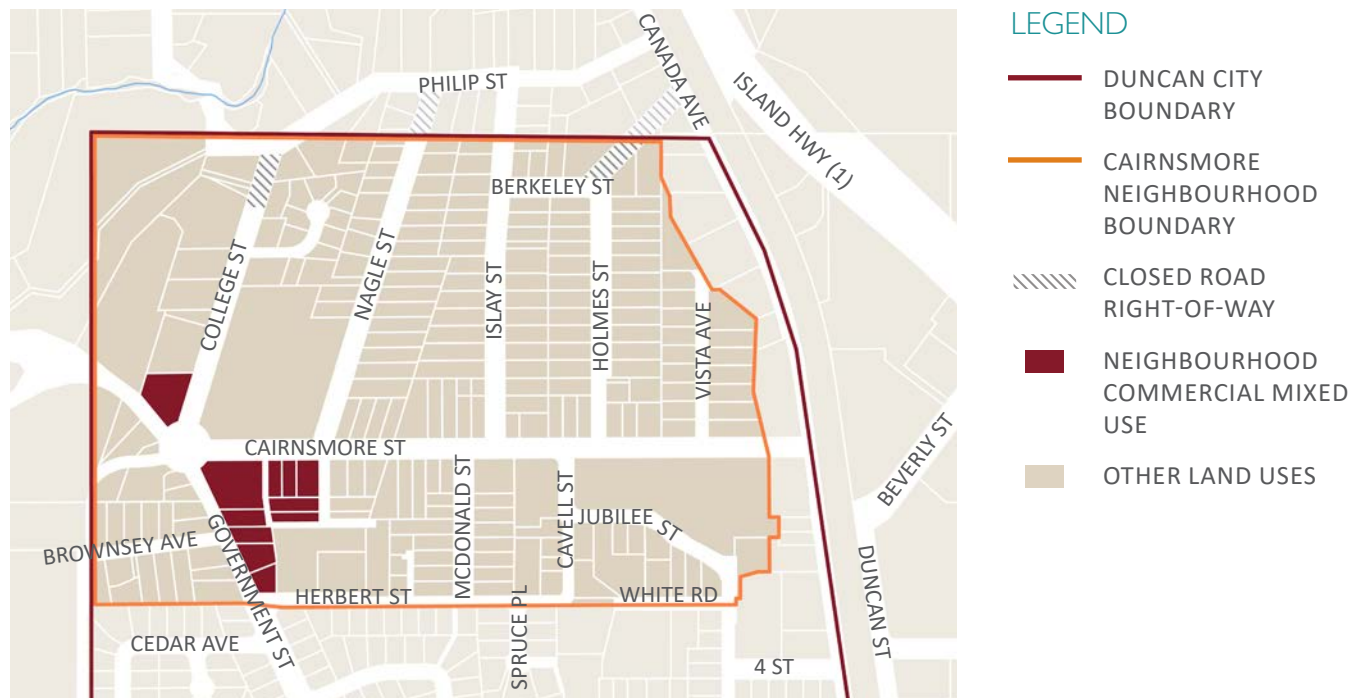 PHILIP ST
CANADA AVE
ISLAND HWY (1)
BERKELEY ST
COLLEGE ST
NAGLE ST
ISLAY ST
HOLMES ST
VISTA AVE
CAIRNSMORE ST
MCDONALD ST
CAVELL ST
JUBILEE ST
BEVERLY ST
BROWNSEY AVE
GOVERNMENT ST
HERBERT ST
WHITE RD
SPRUCE PL
DUNCAN ST
CEDAR AVE
4 ST
LEGEND
DUNCAN CITY
BOUNDARY
CAIRNSMORE
NEIGHBOURHOOD
BOUNDARY
CLOSED ROAD
RIGHT-OF-WAY
NEIGHBOURHOOD
COMMERCIAL MIXED
USE
OTHER LAND USES